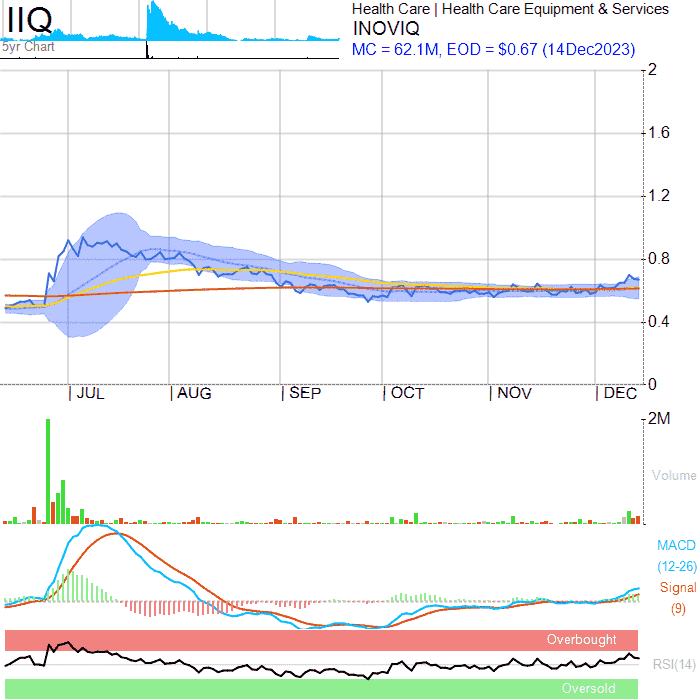 IIQ
5yr Chart
Health Care | Health Care Equipment & Services
INOVIQ
MC = 62.1M, EOD = $0.67 (14Dec2023)
2
1.6
1.2
0.8
0.4
0
JUL
AUG
SEP
OCT
NOV
DEC
2M
Volume
MACD
(12-26)
Signal
(9)
Overbought
RSI(14)
Oversold